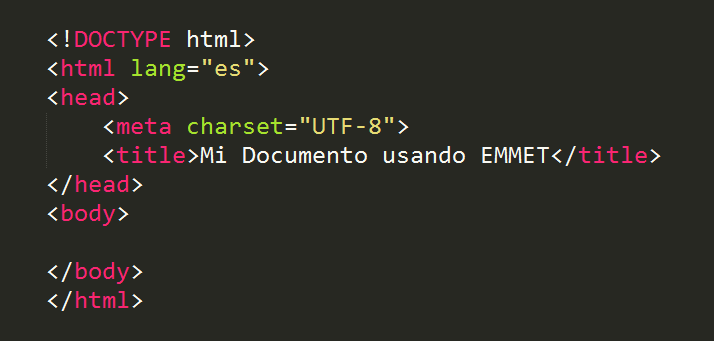 <!DOCTYPE html>
<html lang="es">
<head>
    <meta charset="UTF-8">
    <title>Mi Documento usando EMMET</title>
</head>
<body>

</body>
</html>